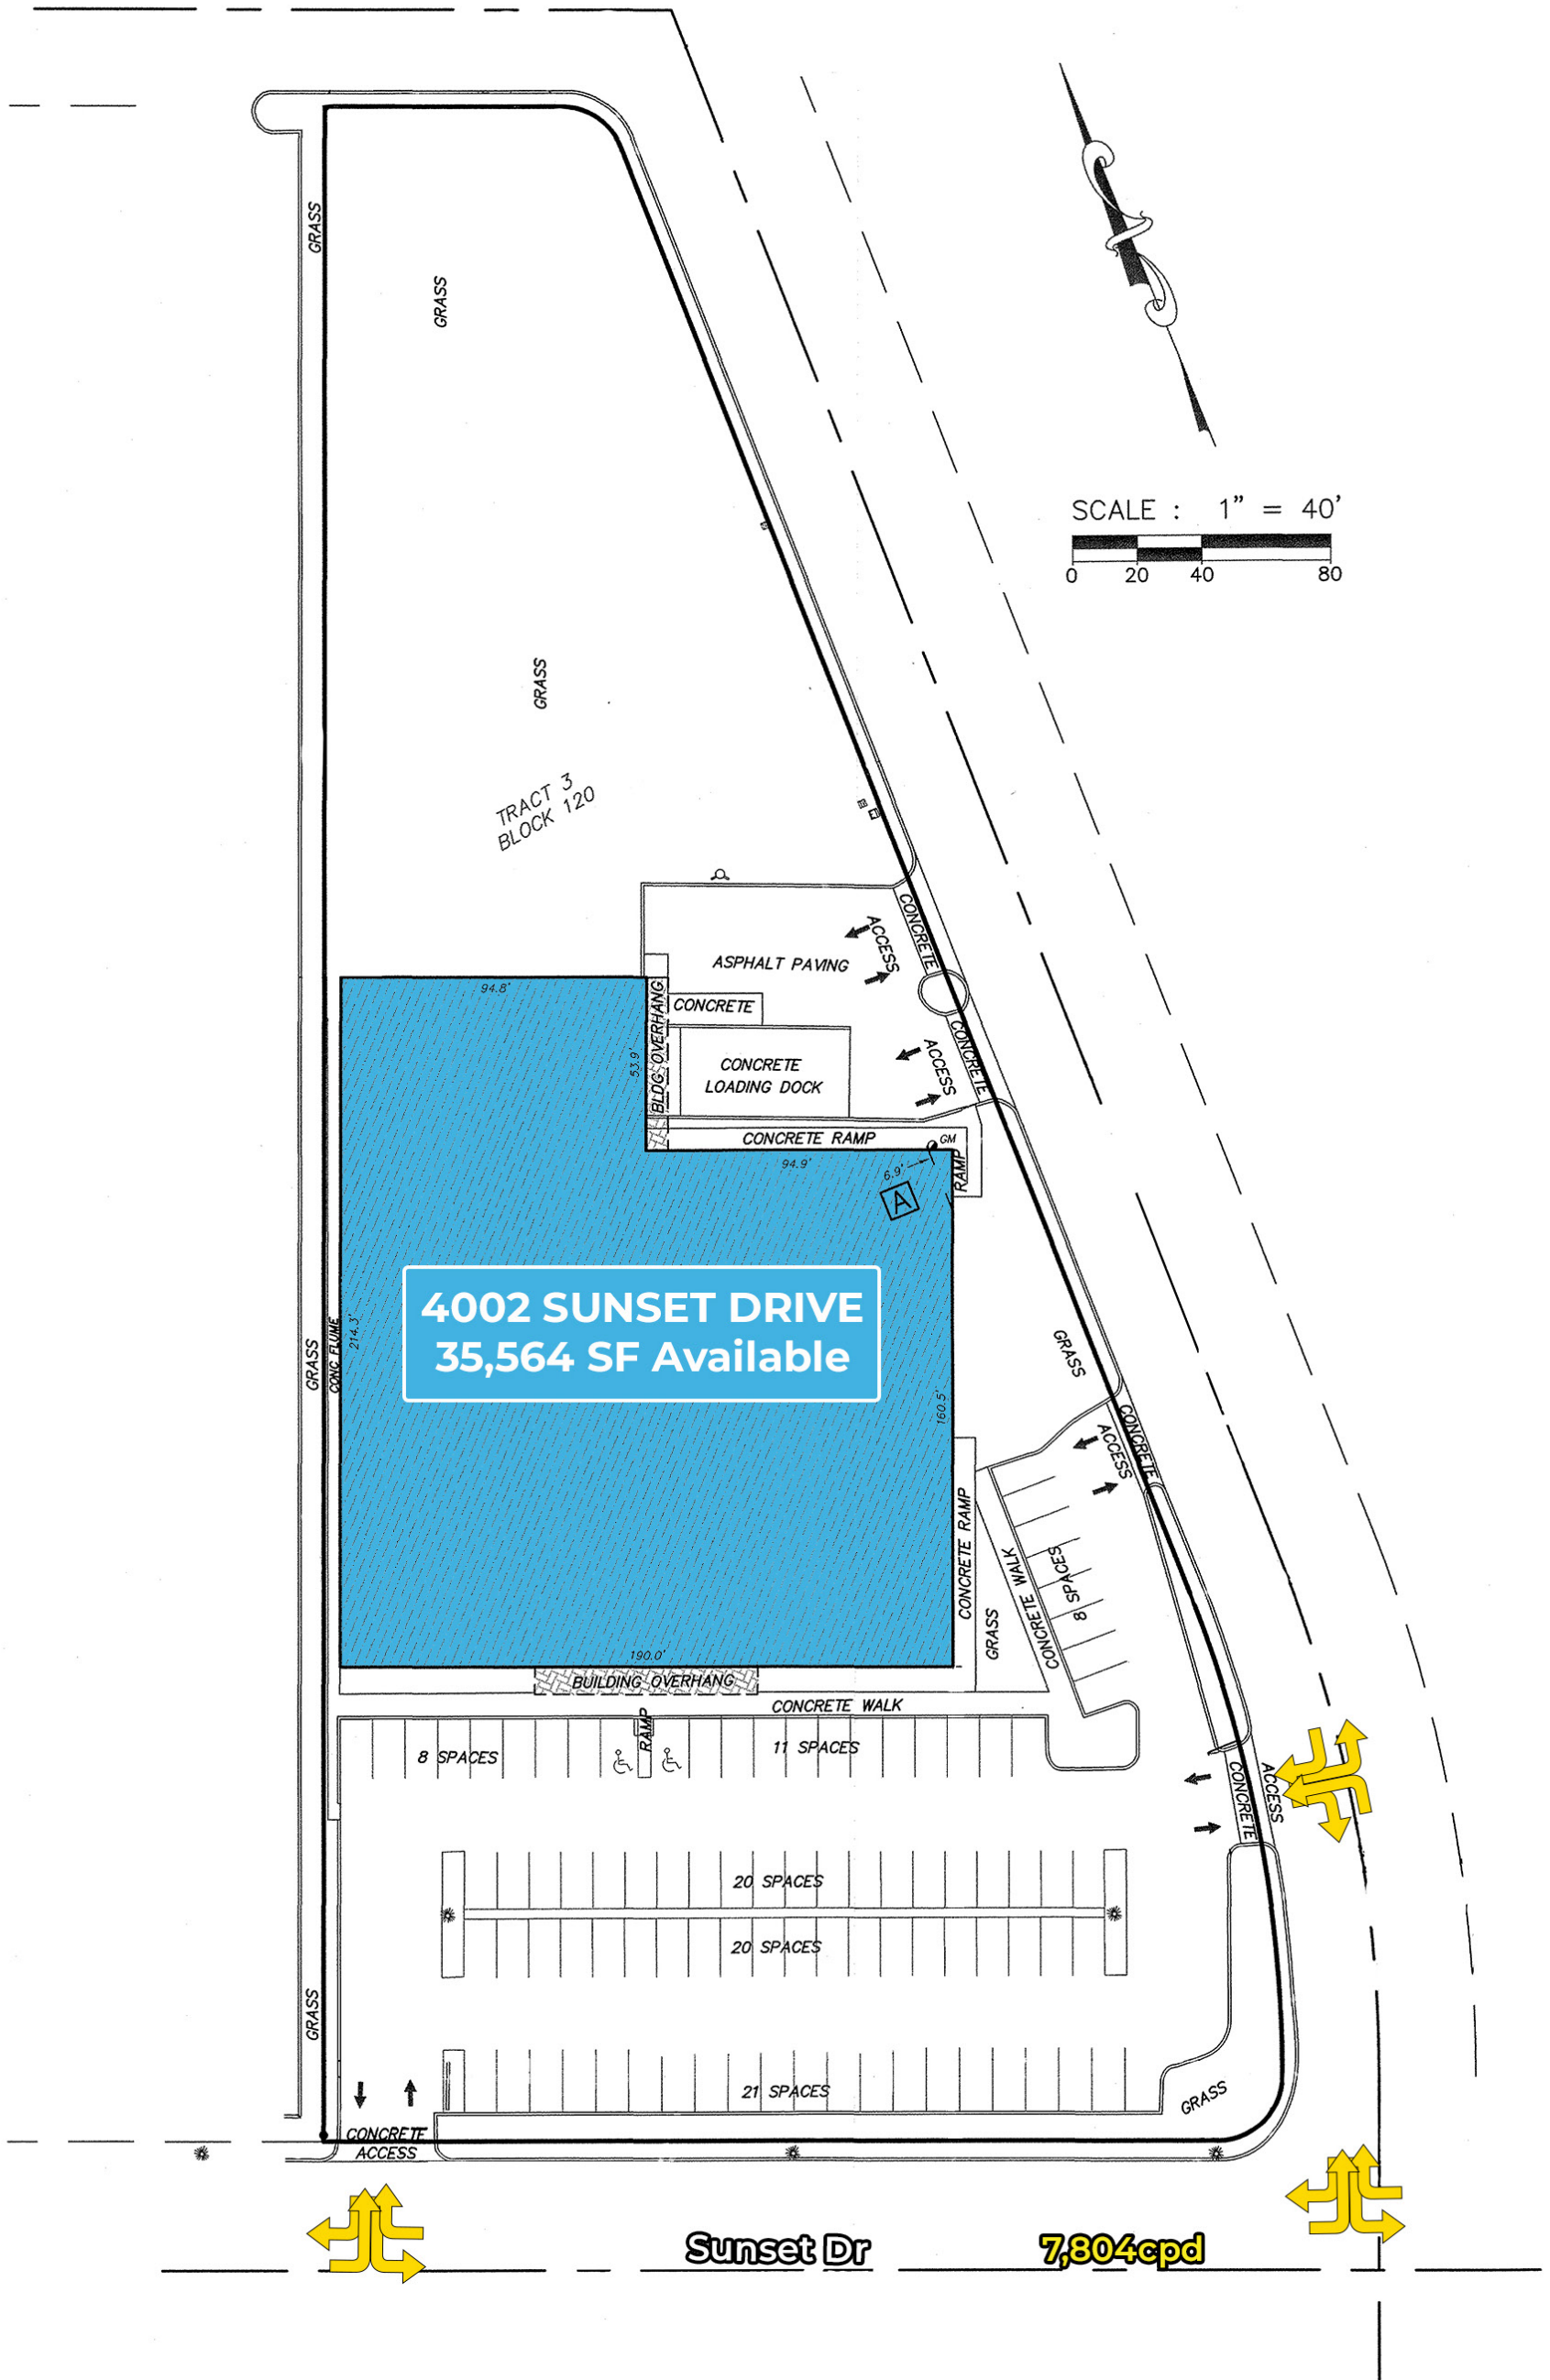 GRASS
GRASS
SCALE : 1" = 40'
0 20 40 80
GRASS
TRACT 3
BLOCK 120
CONCRETE
ACCESS
ASPHALT PAVING
94.8'
BLDG. OVERHANG
CONCRETE
53.9'
CONCRETE
LOADING DOCK
ACCESS
CONCRETE
CONCRETE RAMP
GM
94.9'
6.9'
RAMP
A
4002 SUNSET DRIVE
35,564 SF Available
GRASS
CONC FLUME
214.3'
GRASS
160.5'
CONCRETE
ACCESS
CONCRETE RAMP
GRASS
CONCRETE WALK
8 SPACES
190.0'
BUILDING OVERHANG
CONCRETE WALK
RAMP
8 SPACES
11 SPACES
CONCRETE
ACCESS
20 SPACES
20 SPACES
GRASS
21 SPACES
GRASS
CONCRETE
ACCESS
Sunset Dr
7,804cpd